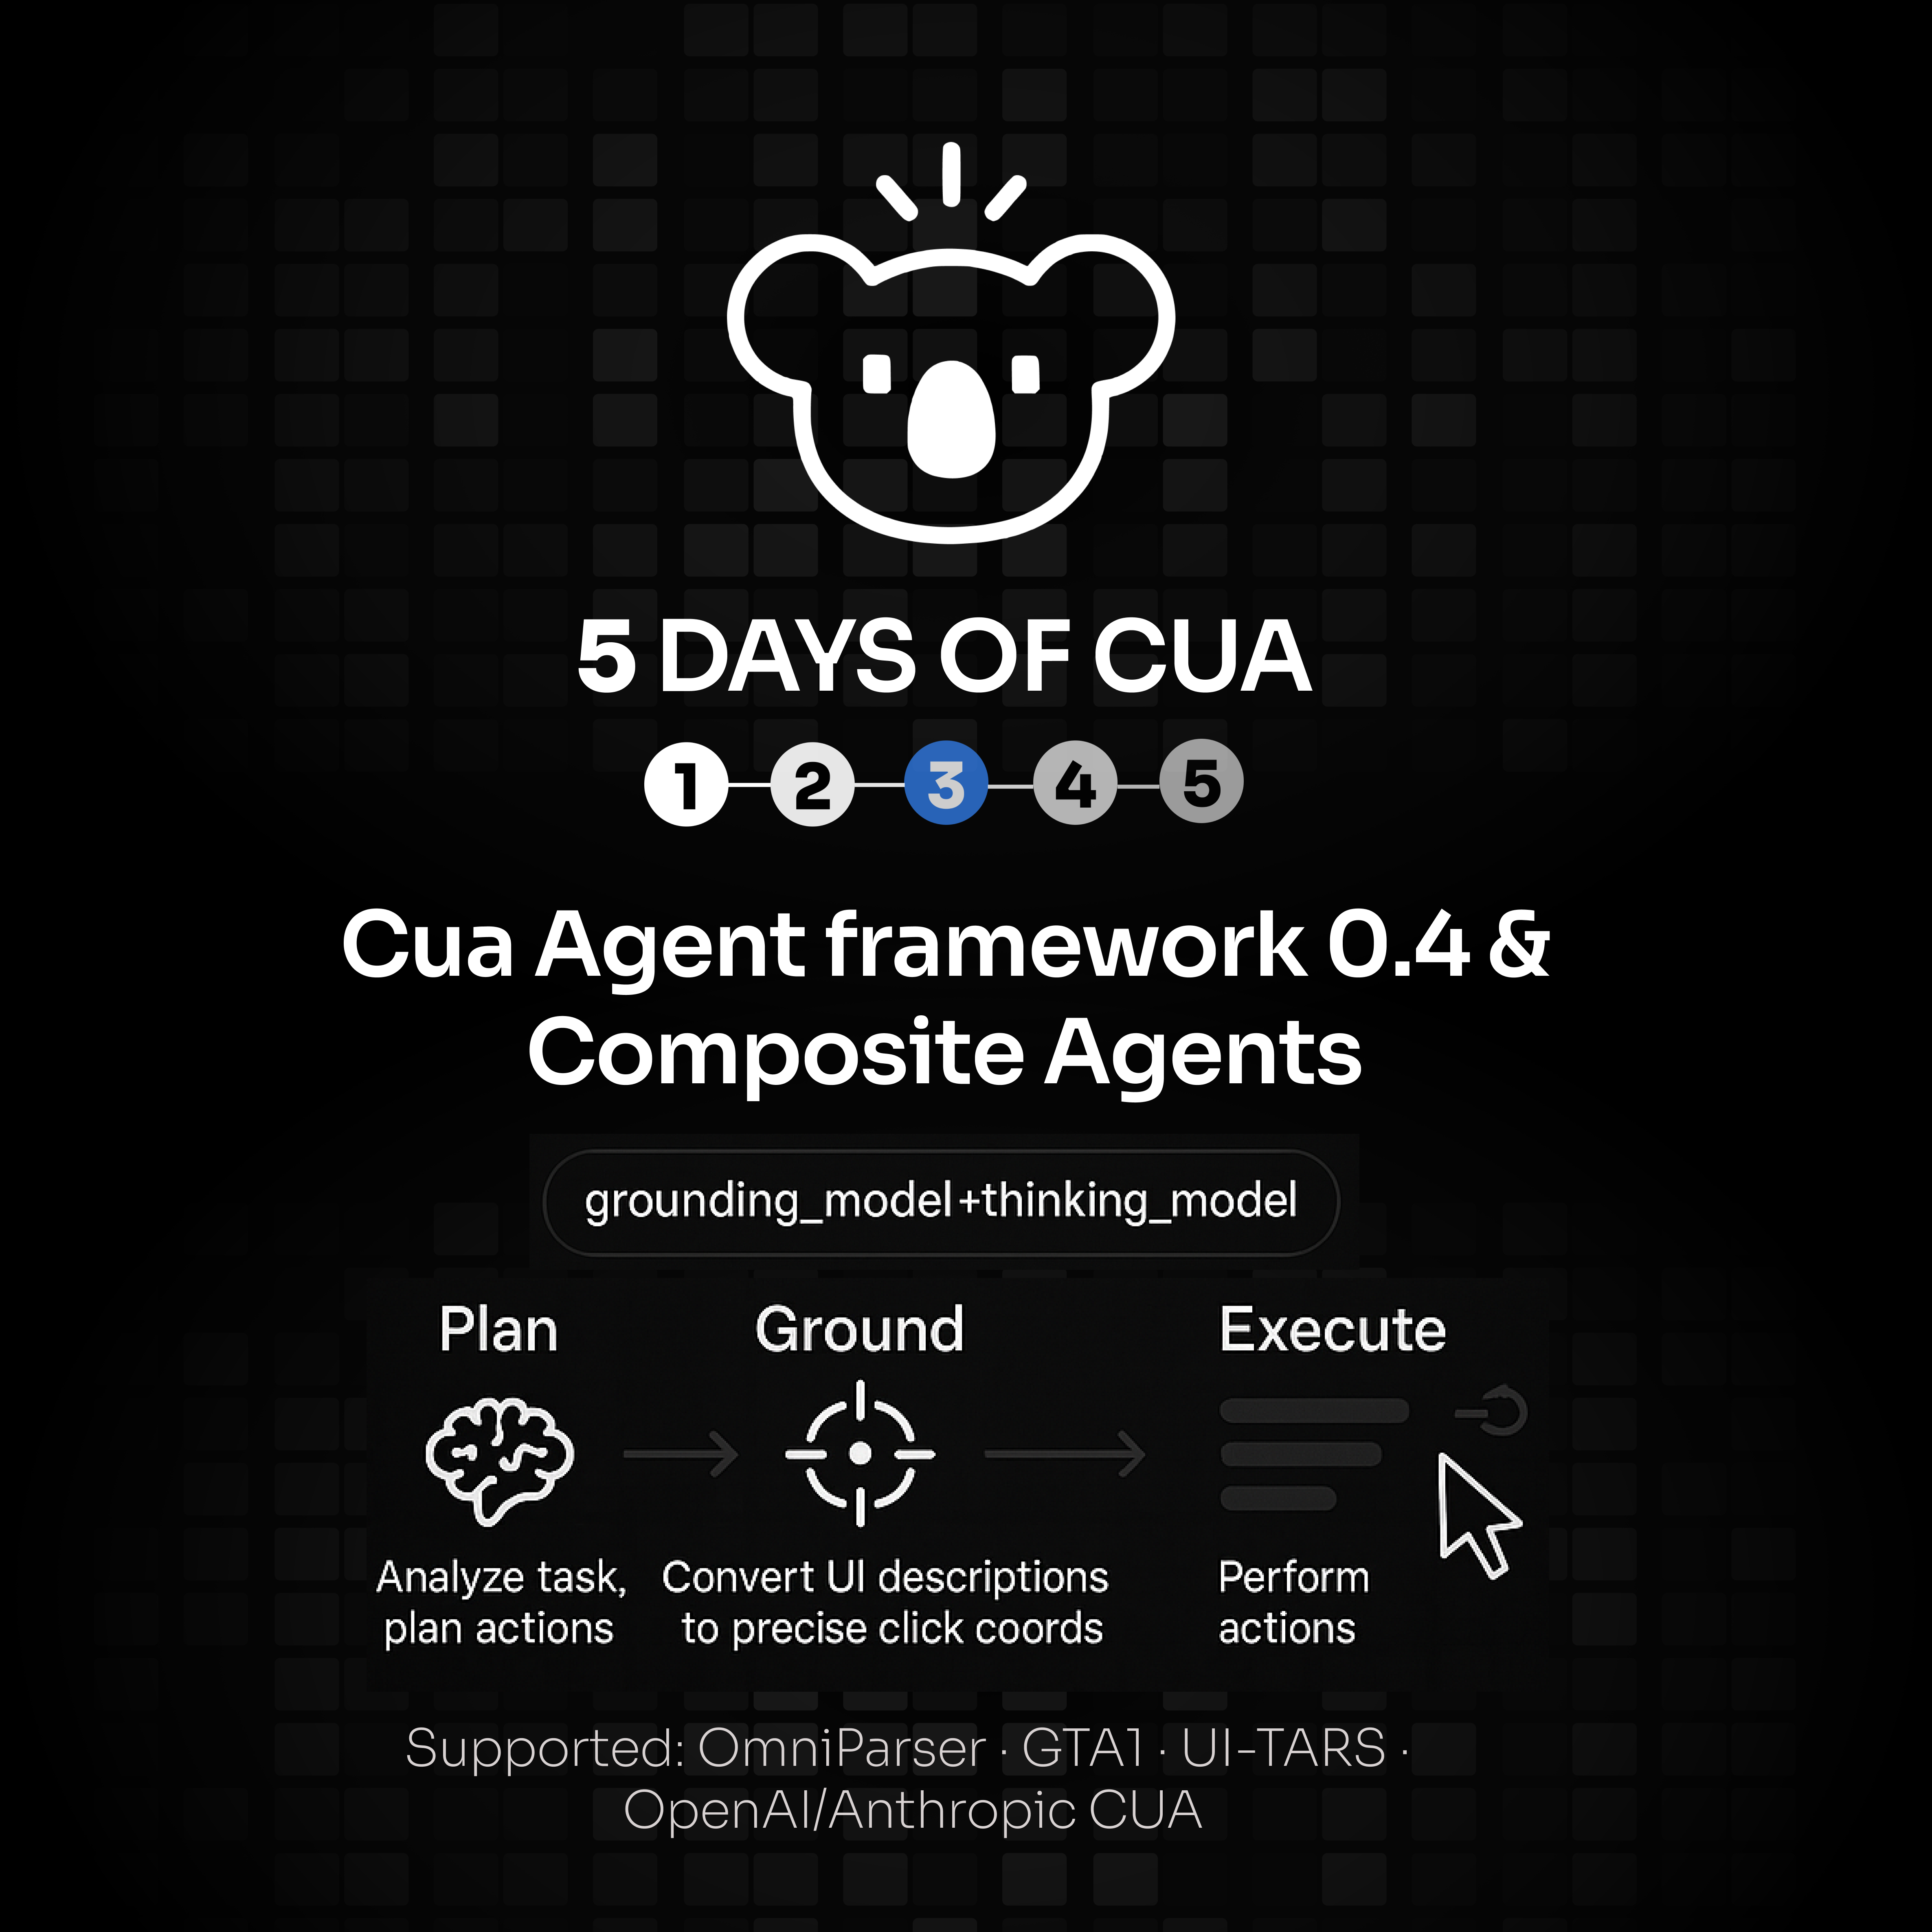 5 DAYS OF CUA
1 2 3 4 5
Cua Agent framework 0.4 &
Composite Agents
grounding_model+thinking_model
Plan Ground Execute
Analyze task, Convert UI descriptions Perform
plan actions to precise click coords actions
Supported: OmniParser · GTA1 · UI-TARS ·
OpenAI/Anthropic CUA